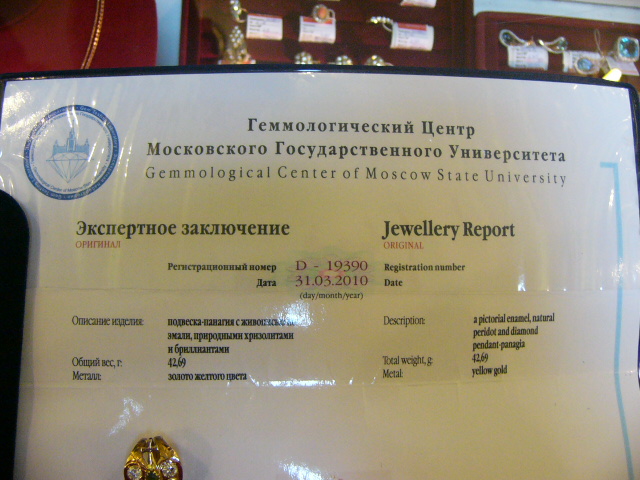 Геммологический Центр
Московского Государственного Университета
Gemmological Center of Moscow State University
Экспертное заключение Jewellery Report
ОРИГИНАЛ ORIGINAL
Регистрационный номер D - 19390 Registration number
Дата 31.03.2010 Date
(day/month/year)
Описание изделия: подвеска-панагия с
эмали, природными хризолитами
и бриллиантами
Общий вес, г: 42,69
Металл: золото желтого цвета
Description: a pictorial enamel, natural
peridot and diamond
pendant-panagia
Total weight, g: 42,69
Metal: yellow gold